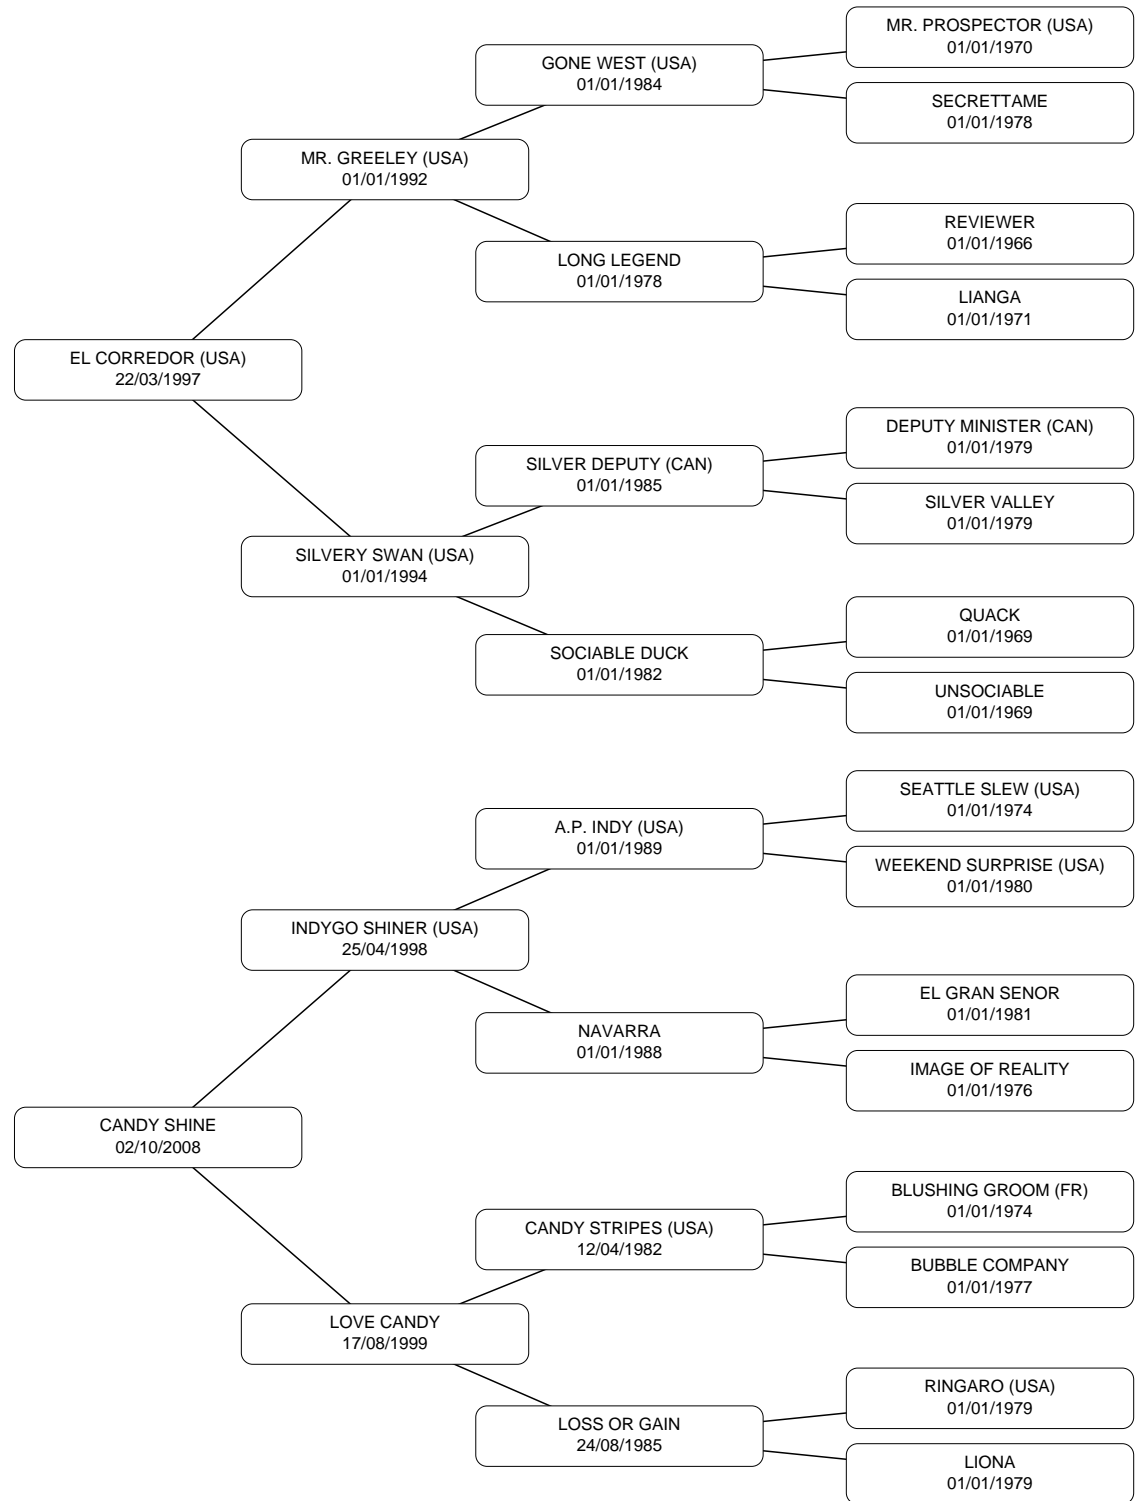 MR. PROSPECTOR (USA)
01/01/1970
GONE WEST (USA)
01/01/1984
SECRETTAME
01/01/1978
MR. GREELEY (USA)
01/01/1992
REVIEWER
01/01/1966
LONG LEGEND
01/01/1978
LIANGA
01/01/1971
EL CORREDOR (USA)
22/03/1997
DEPUTY MINISTER (CAN)
01/01/1979
SILVER DEPUTY (CAN)
01/01/1985
SILVER VALLEY
01/01/1979
SILVERY SWAN (USA)
01/01/1994
QUACK
01/01/1969
SOCIABLE DUCK
01/01/1982
UNSOCIABLE
01/01/1969
SEATTLE SLEW (USA)
01/01/1974
A.P. INDY (USA)
01/01/1989
WEEKEND SURPRISE (USA)
01/01/1980
INDYGO SHINER (USA)
25/04/1998
EL GRAN SENOR
01/01/1981
NAVARRA
01/01/1988
IMAGE OF REALITY
01/01/1976
CANDY SHINE
02/10/2008
BLUSHING GROOM (FR)
01/01/1974
CANDY STRIPES (USA)
12/04/1982
BUBBLE COMPANY
01/01/1977
LOVE CANDY
17/08/1999
RINGARO (USA)
01/01/1979
LOSS OR GAIN
24/08/1985
LIONA
01/01/1979